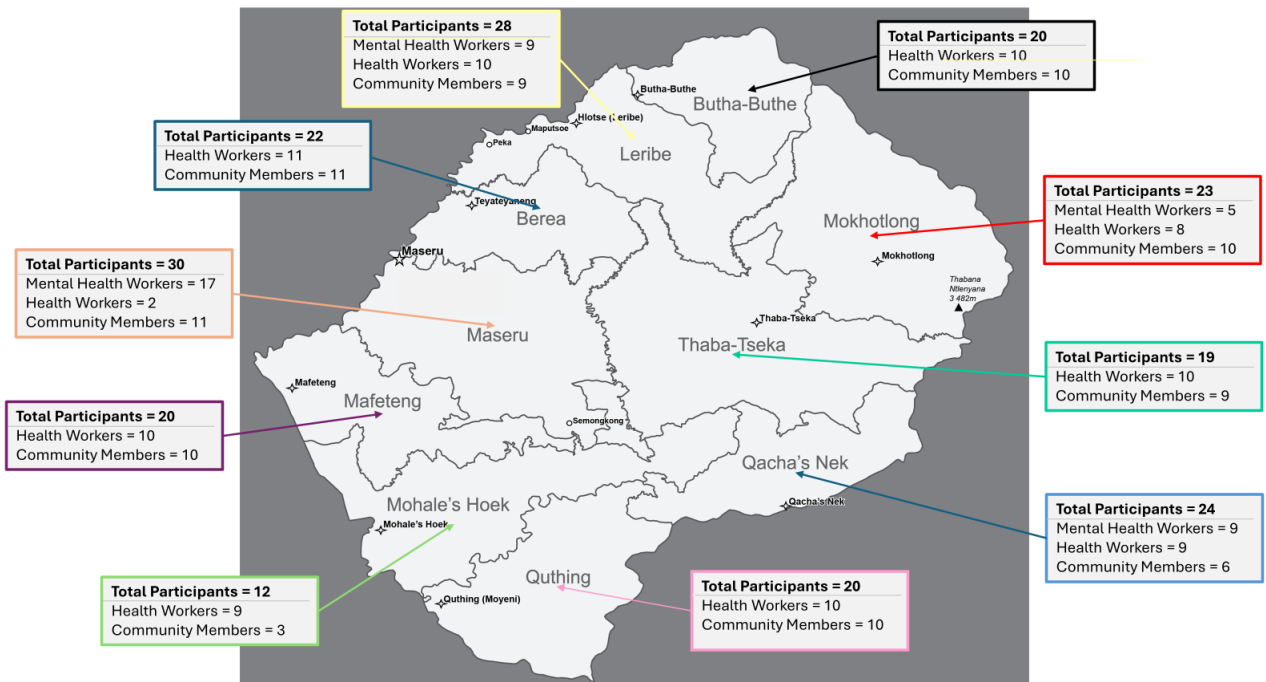 Total Participants = 28
Mental Health Workers = 9
Health Workers = 10
Community Members = 9
Total Participants = 20
Health Workers = 10
Community Members = 10
Total Participants = 22
Health Workers = 11
Community Members = 11
Total Participants = 23
Mental Health Workers = 5
Health Workers = 8
Community Members = 10
Total Participants = 30
Mental Health Workers = 17
Health Workers = 2
Community Members = 11
Total Participants = 19
Health Workers = 10
Community Members = 9
Total Participants = 20
Health Workers = 10
Community Members = 10
Total Participants = 24
Mental Health Workers = 9
Health Workers = 9
Community Members = 6
Total Participants = 12
Health Workers = 9
Community Members = 3
Total Participants = 20
Health Workers = 10
Community Members = 10
Butha-Buthe
Butha-Buthe
Hlotse (Leribe)
Maputsoe
Peka
Leribe
Teyateyaneng
Berea
Mokhotlong
Mokhotlong
Maseru
Thabana
Ntlenyana
3 482m
Thaba-Tseka
Maseru
Thaba-Tseka
Mafeteng
Mafeteng
Semongkong
Qacha's Nek
Qacha's Nek
Mohale's Hoek
Mohale's Hoek
Quthing
Quthing (Moyeni)